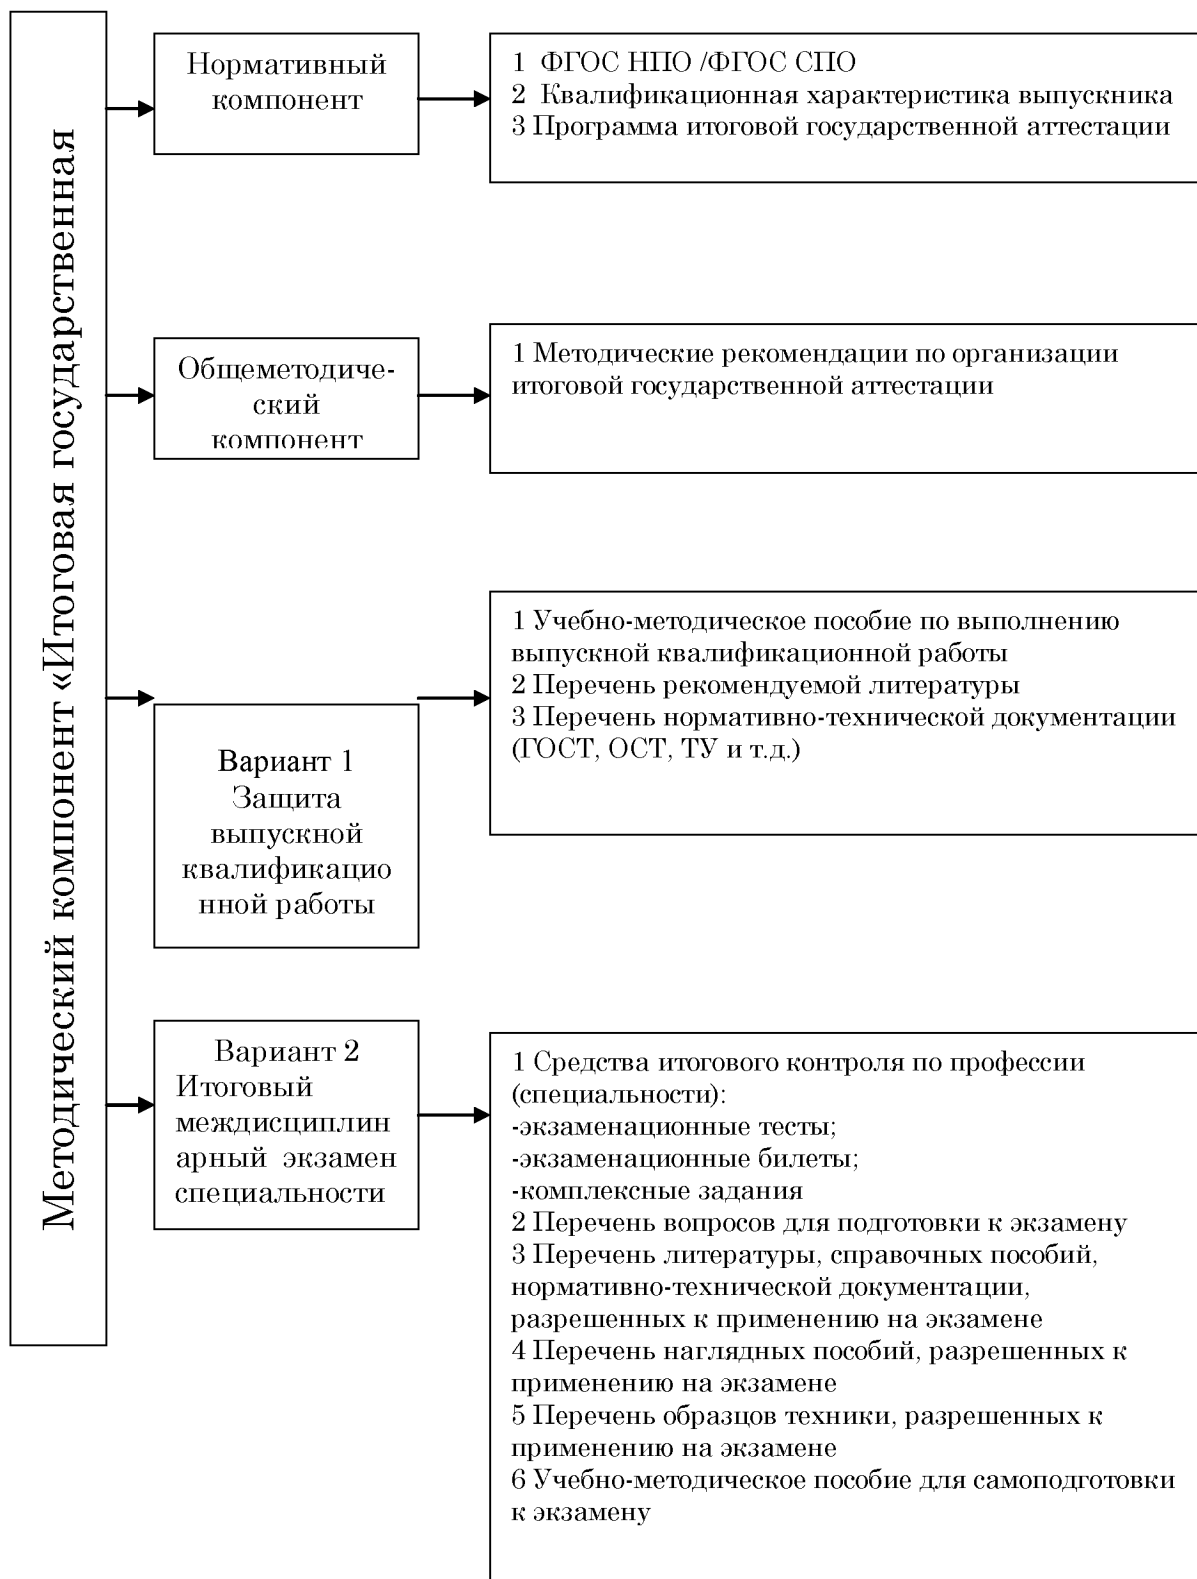 Методический компонент «Итоговая государственная
Нормативный
компонент
1 ФГОС НПО /ФГОС СПО
2 Квалификационная характеристика выпускника
3 Программа итоговой государственной аттестации
Общеметодиче-
ский
компонент
1 Методические рекомендации по организации
итоговой государственной аттестации
Вариант 1
Защита
выпускной
квалификацио
нной работы
1 Учебно-методическое пособие по выполнению
выпускной квалификационной работы
2 Перечень рекомендуемой литературы
3 Перечень нормативно-технической документации
(ГОСТ, ОСТ, ТУ и т.д.)
Вариант 2
Итоговый
междисциплин
арный экзамен
специальности
1 Средства итогового контроля по профессии
(специальности):
-экзаменационные тесты;
-экзаменационные билеты;
-комплексные задания
2 Перечень вопросов для подготовки к экзамену
3 Перечень литературы, справочных пособий,
нормативно-технической документации,
разрешенных к применению на экзамене
4 Перечень наглядных пособий, разрешенных к
применению на экзамене
5 Перечень образцов техники, разрешенных к
применению на экзамене
6 Учебно-методическое пособие для самоподготовки
к экзамену